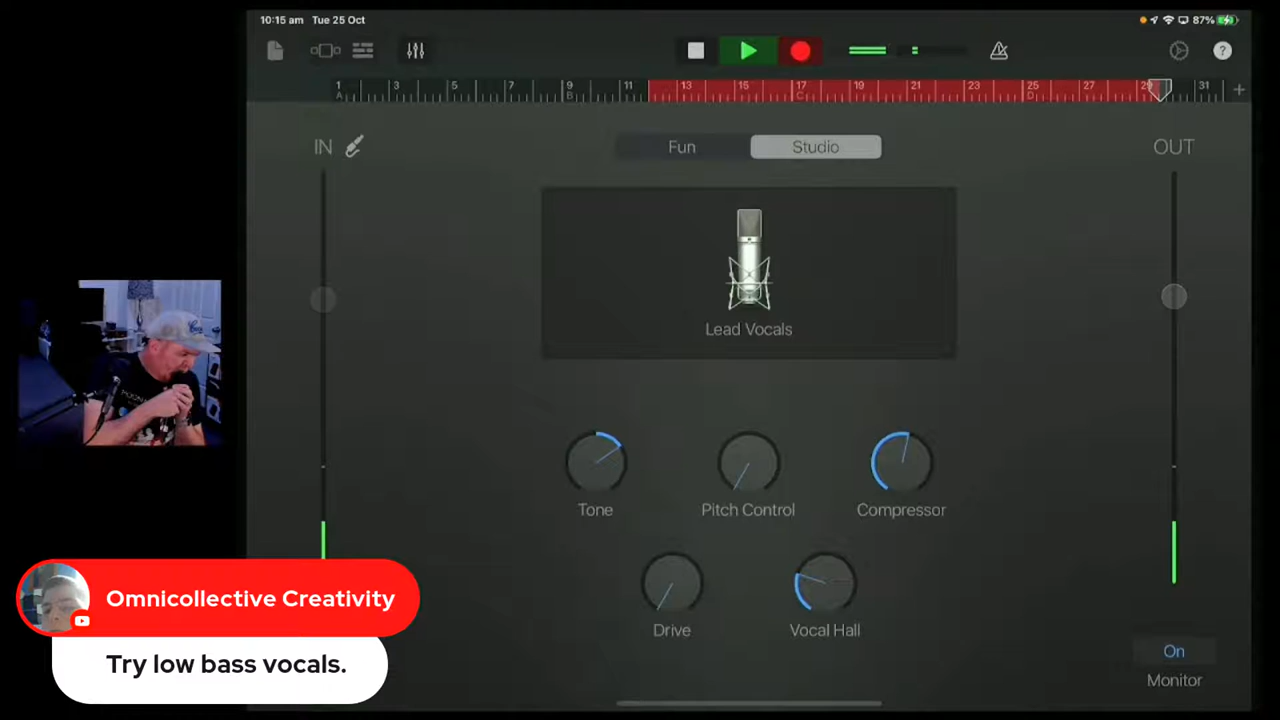 10:15 am Tue 25 Oct
87%
1 3 5 7 9 11 13 15 17 19 21 23 25 27 29 31
A B C D
IN
Fun Studio
OUT
Lead Vocals
Tone Pitch Control Compressor
Drive Vocal Hall
On
Monitor
Omnicollective Creativity
Try low bass vocals.